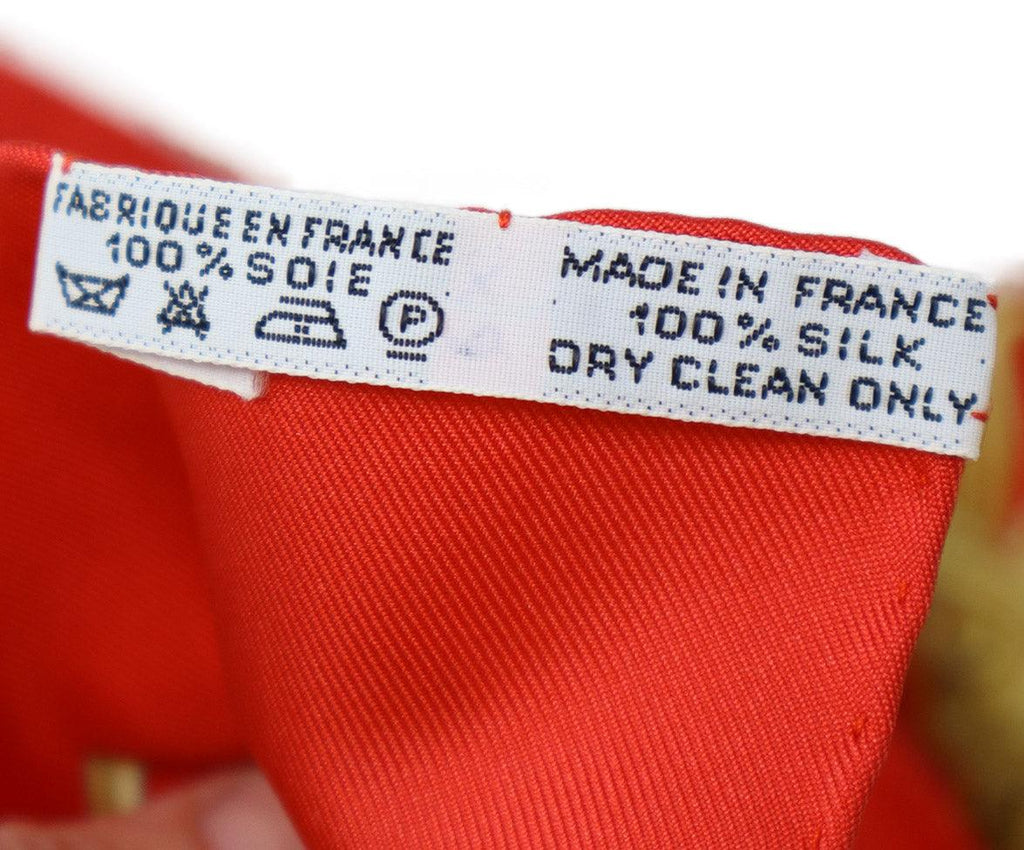 FABRIQUE EN FRANCE
100% SOIE
P
MADE IN FRANCE
100% SILK
DRY CLEAN ONLY